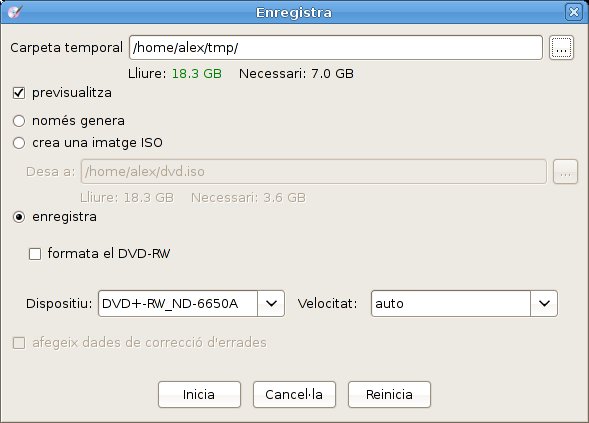 Enregistra
Carpeta temporal /home/alex/tmp/ ...
Lliure: 18.3 GB Necessari: 7.0 GB
previsualitza
només genera
crea una imatge ISO
Desa a: /home/alex/dvd.iso ...
Lliure: 18.3 GB Necessari: 3.6 GB
enregistra
formata el DVD-RW
Dispositiu: DVD+-RW_ND-6650A Velocitat: auto
afegeix dades de correcció d'errades
Inicia Cancel·la Reinicia